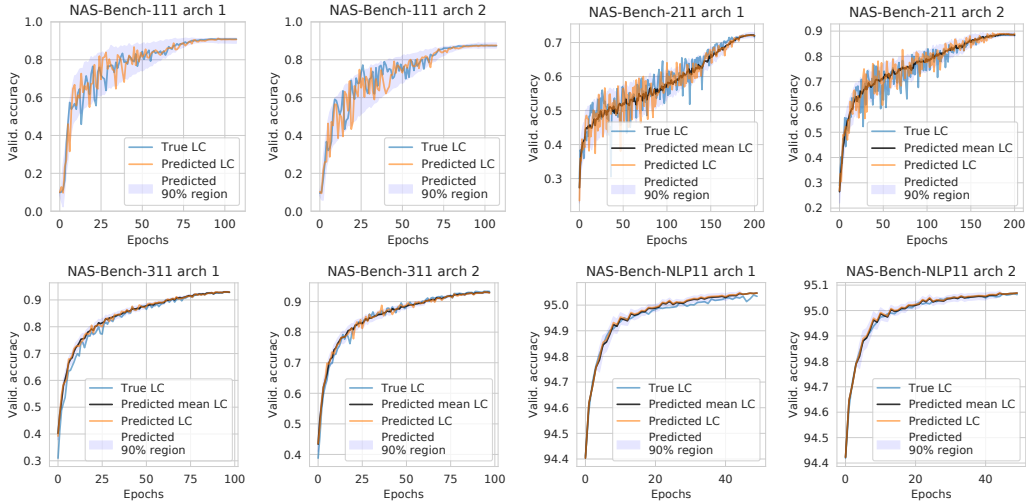 NAS-Bench-111 arch 1
1.0
0.8
0.6
0.4
0.2
0.0
Valid. accuracy
True LC
Predicted LC
Predicted
90% region
0
25
50
75
100
Epochs
NAS-Bench-111 arch 2
1.0
0.8
0.6
0.4
0.2
0.0
Valid. accuracy
True LC
Predicted LC
Predicted
90% region
0
25
50
75
100
Epochs
NAS-Bench-211 arch 1
0.7
0.6
0.5
0.4
0.3
Valid. accuracy
True LC
Predicted mean LC
Predicted LC
Predicted
90% region
0
50
100
150
200
Epochs
NAS-Bench-211 arch 2
0.9
0.8
0.7
0.6
0.5
0.4
0.3
0.2
Valid. accuracy
True LC
Predicted mean LC
Predicted LC
Predicted
90% region
0
50
100
150
200
Epochs
NAS-Bench-311 arch 1
0.9
0.8
0.7
0.6
0.5
0.4
0.3
Valid. accuracy
True LC
Predicted mean LC
Predicted LC
Predicted
90% region
0
25
50
75
100
Epochs
NAS-Bench-311 arch 2
0.9
0.8
0.7
0.6
0.5
0.4
Valid. accuracy
True LC
Predicted mean LC
Predicted LC
Predicted
90% region
0
25
50
75
100
Epochs
NAS-Bench-NLP11 arch 1
95.0
94.9
94.8
94.7
94.6
94.5
94.4
Valid. accuracy
True LC
Predicted mean LC
Predicted LC
Predicted
90% region
0
20
40
Epochs
NAS-Bench-NLP11 arch 2
95.1
95.0
94.9
94.8
94.7
94.6
94.5
94.4
Valid. accuracy
True LC
Predicted mean LC
Predicted LC
Predicted
90% region
0
20
40
Epochs